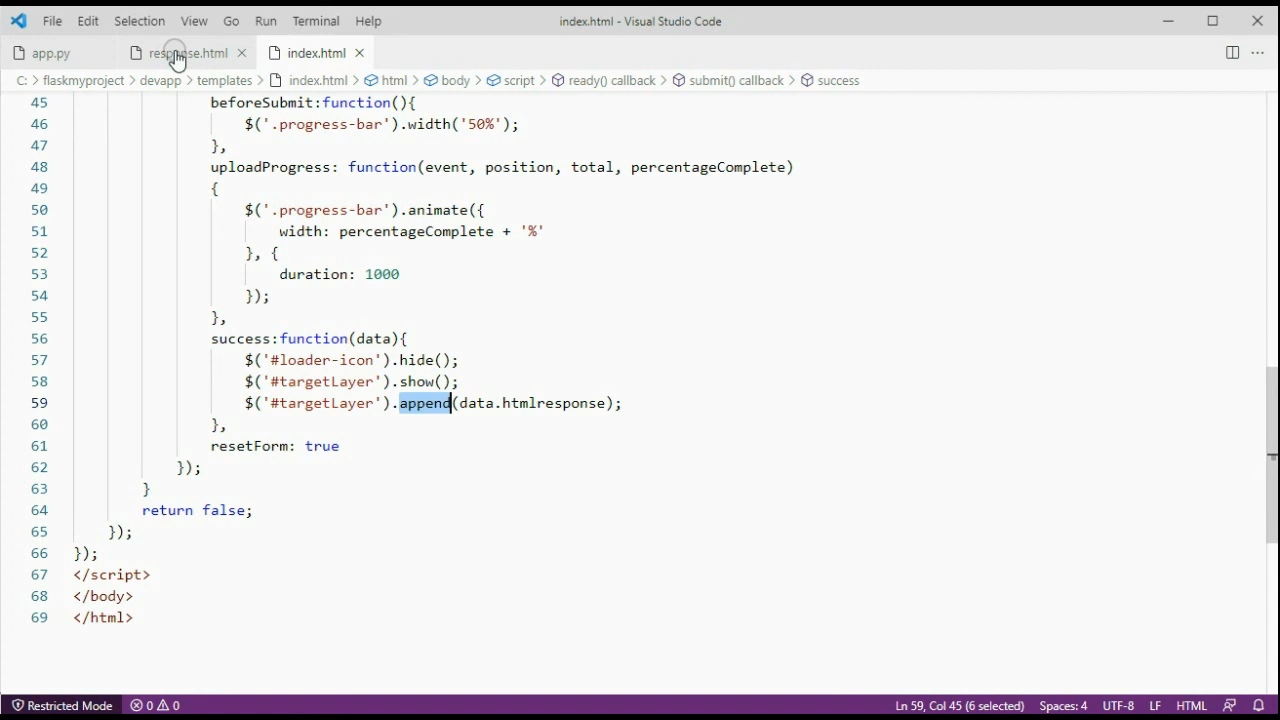 File Edit Selection View Go Run Terminal Help index.html - Visual Studio Code
app.py response.html index.html
C: > flaskmyproject > devapp > templates > index.html > html > body > script > ready() callback > submit() callback > success
45 beforeSubmit:function(){
46 $('.progress-bar').width('50%');
47 },
48 uploadProgress: function(event, position, total, percentageComplete)
49 {
50 $('.progress-bar').animate({
51 width: percentageComplete + '%'
52 }, {
53 duration: 1000
54 });
55 },
56 success:function(data){
57 $('#loader-icon').hide();
58 $('#targetLayer').show();
59 $('#targetLayer').append(data.htmlresponse);
60 },
61 resetForm: true
62 });
63 }
64 return false;
65 });
66 });
67 </script>
68 </body>
69 </html>
Restricted Mode 0 0 Ln 59, Col 45 (6 selected) Spaces: 4 UTF-8 LF HTML